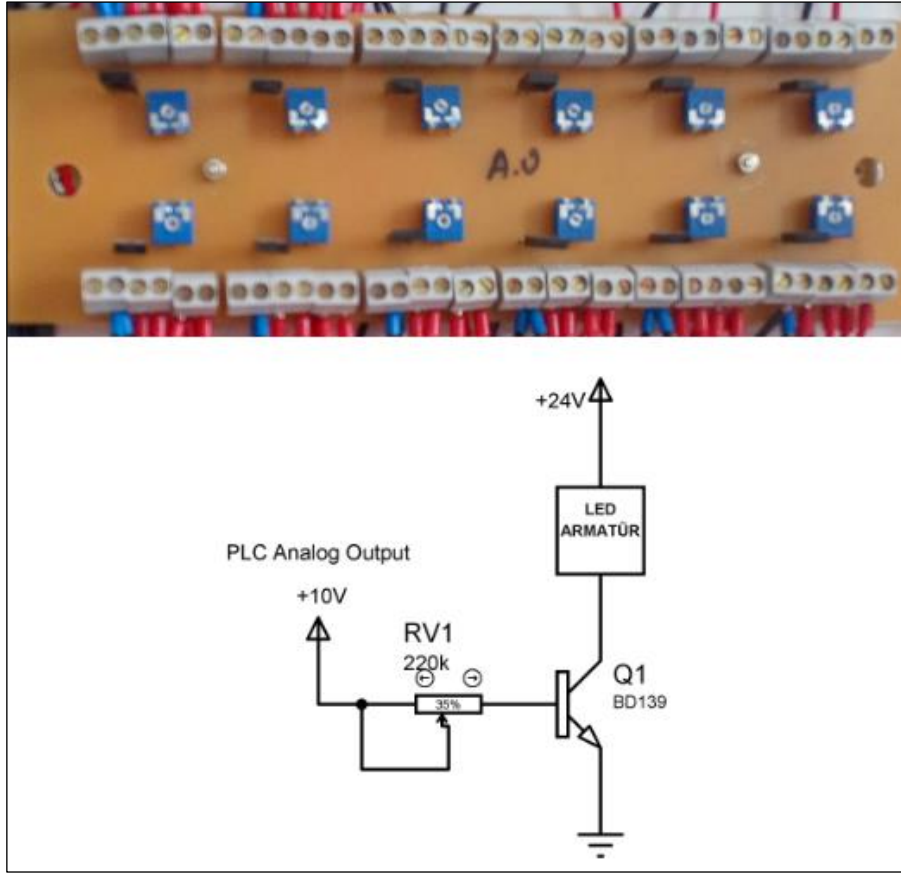 A.0
+24V
LED
ARMATÜR
PLC Analog Output
+10V
RV1
220k
35%
Q1
BD139